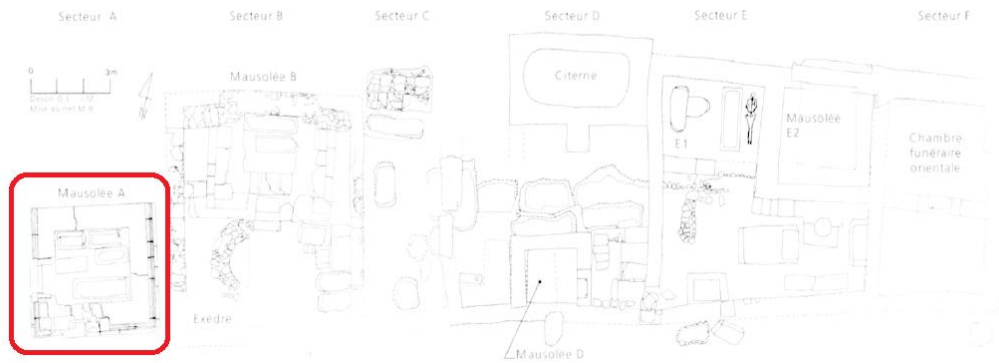 Secteur A
Secteur B
Secteur C
Secteur D
Secteur E
Secteur F
0 3m
Mausolée B
Citerne
Mausolée
E2
E1
Chambre
funéraire
orientale
Mausolée A
Exèdre
Mausolée D